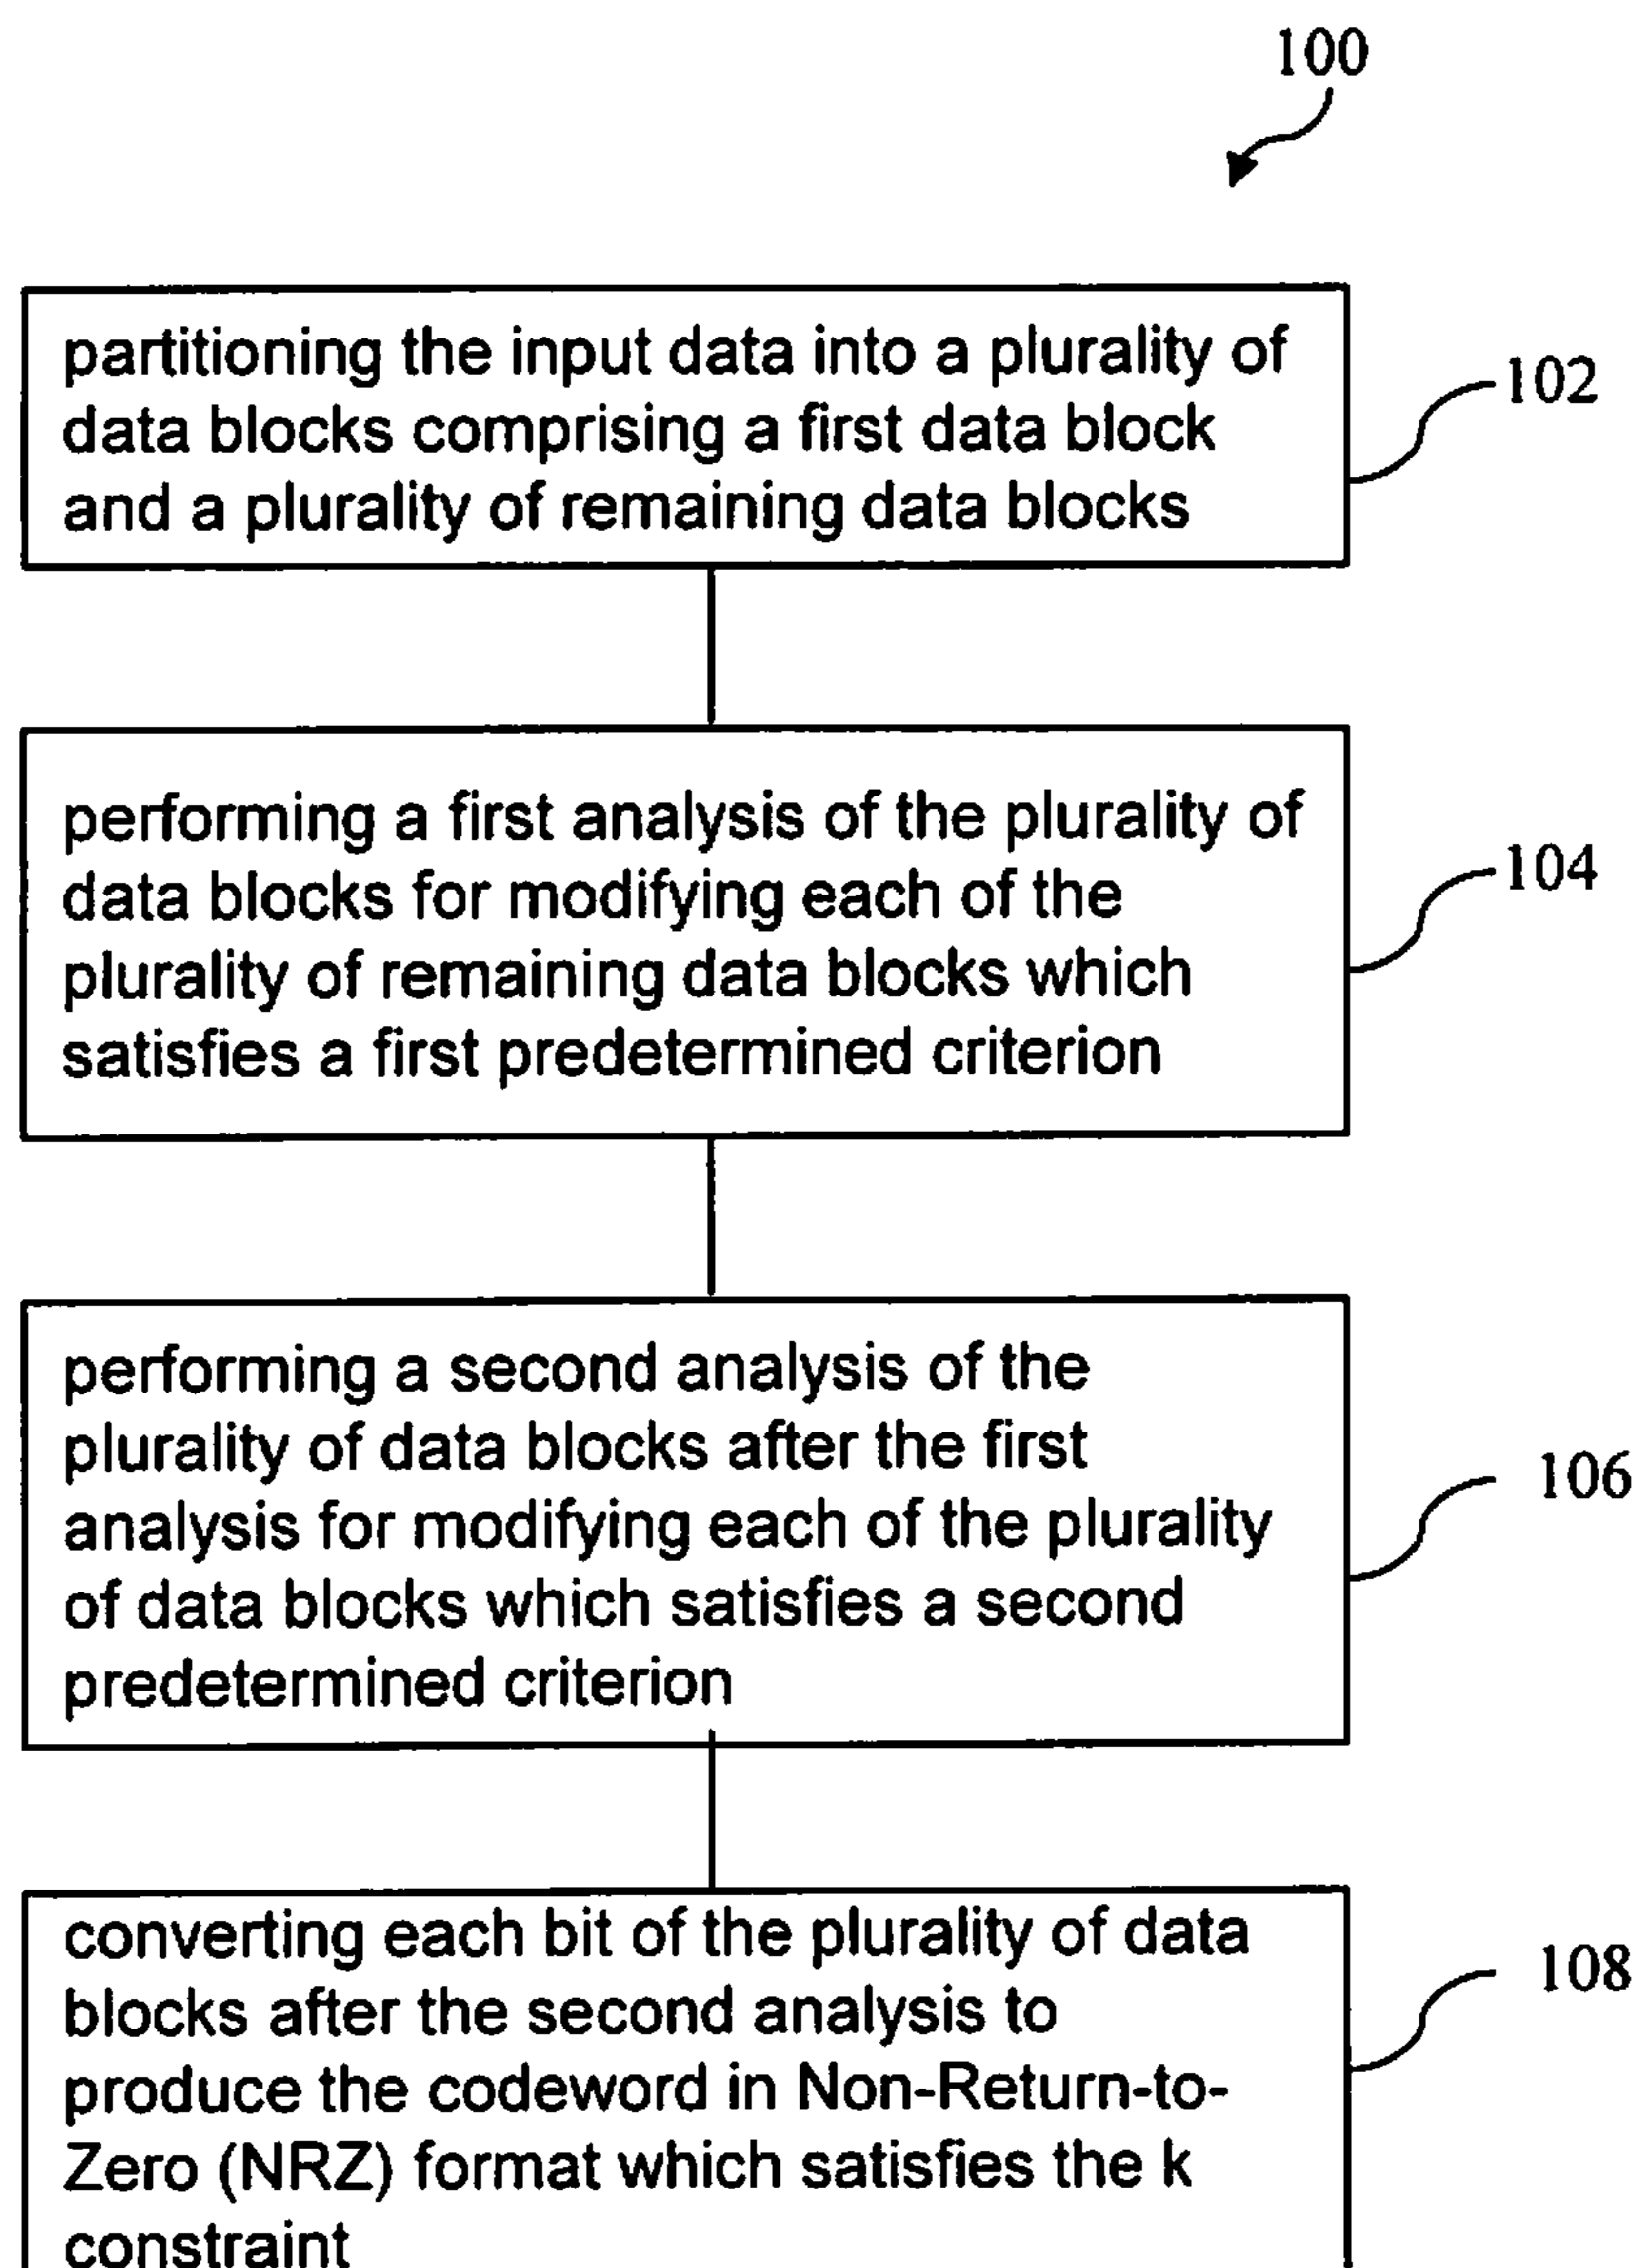 100
partitioning the input data into a plurality of
data blocks comprising a first data block
and a plurality of remaining data blocks
102
performing a first analysis of the plurality of
data blocks for modifying each of the
plurality of remaining data blocks which
satisfies a first predetermined criterion
104
performing a second analysis of the
plurality of data blocks after the first
analysis for modifying each of the plurality
of data blocks which satisfies a second
predetermined criterion
106
converting each bit of the plurality of data
blocks after the second analysis to
produce the codeword in Non-Return-to-
Zero (NRZ) format which satisfies the k
constraint
108